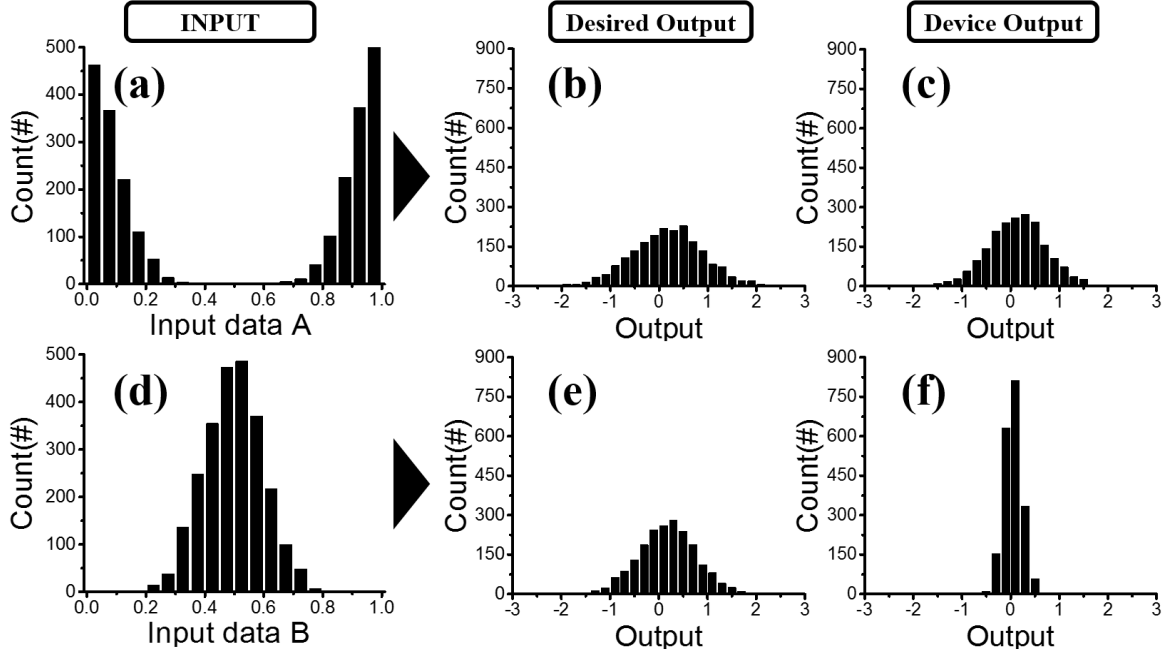 INPUT
Desired Output
Device Output
(a)
Count(#)
500
400
300
200
100
0
0.0 0.2 0.4 0.6 0.8 1.0
Input data A
(b)
Count(#)
900
750
600
450
300
150
0
-3 -2 -1 0 1 2 3
Output
(c)
Count(#)
900
750
600
450
300
150
0
-3 -2 -1 0 1 2 3
Output
(d)
Count(#)
500
400
300
200
100
0
0.0 0.2 0.4 0.6 0.8 1.0
Input data B
(e)
Count(#)
900
750
600
450
300
150
0
-3 -2 -1 0 1 2 3
Output
(f)
Count(#)
900
750
600
450
300
150
0
-3 -2 -1 0 1 2 3
Output